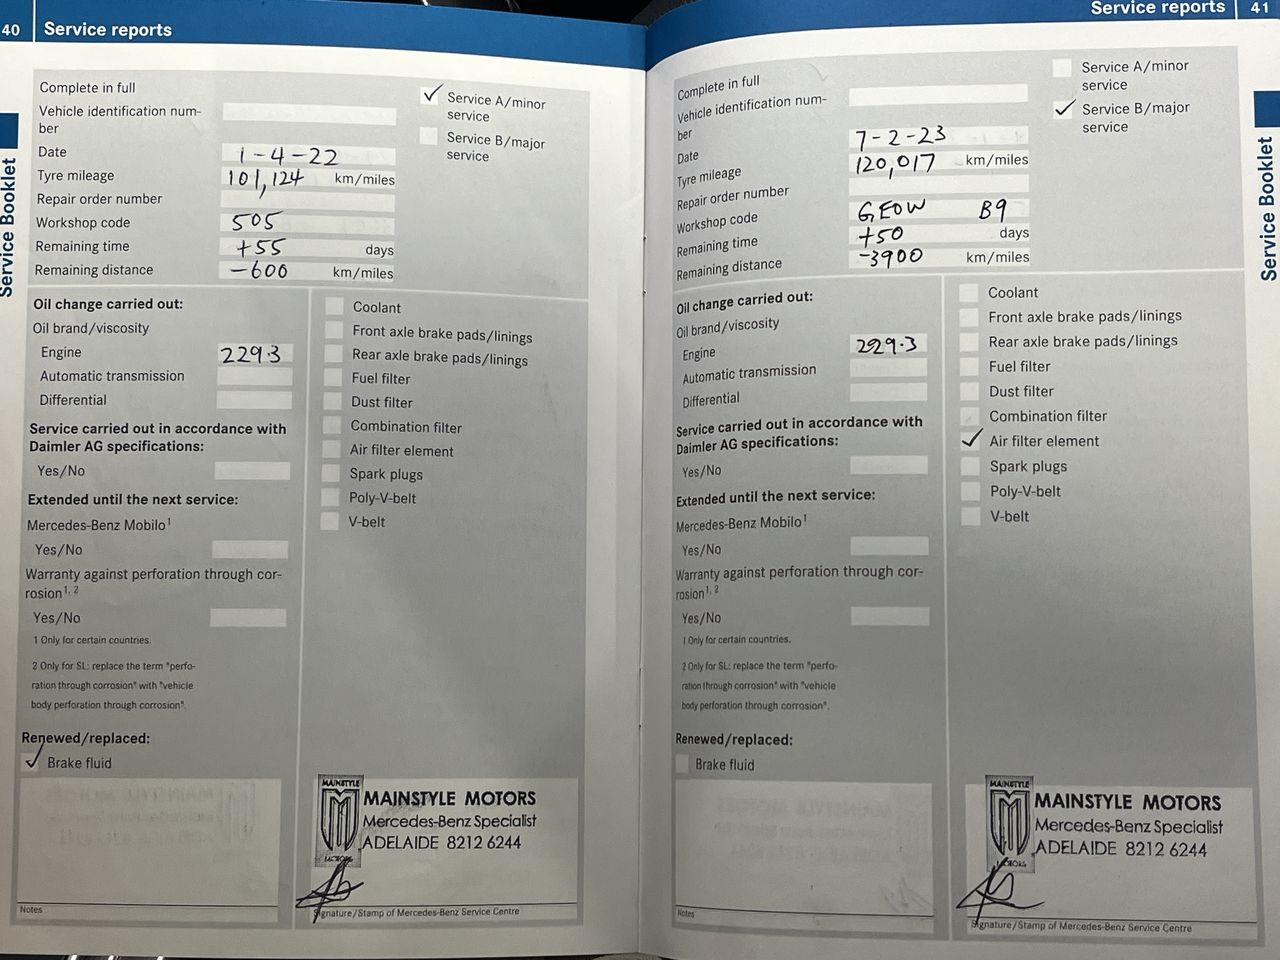 40 Service reports
Service Booklet
Complete in full
Vehicle identification num-
ber
Date 1-4-22
Tyre mileage 101,124 km/miles
Repair order number
Workshop code 505
Remaining time +55 days
Remaining distance -600 km/miles
Service A/minor
service
Service B/major
service
Oil change carried out:
Oil brand/viscosity
Engine 229.3
Automatic transmission
Differential
Service carried out in accordance with
Daimler AG specifications:
Yes/No
Extended until the next service:
Mercedes-Benz Mobilo1
Yes/No
Warranty against perforation through cor-
rosion1, 2
Yes/No
1 Only for certain countries.
2 Only for SL: replace the term "perfo-
ration through corrosion" with "vehicle
body perforation through corrosion".
Renewed/replaced:
Brake fluid
Notes
Coolant
Front axle brake pads/linings
Rear axle brake pads/linings
Fuel filter
Dust filter
Combination filter
Air filter element
Spark plugs
Poly-V-belt
V-belt
MAINSTYLE
MOTORS
MAINSTYLE MOTORS
Mercedes-Benz Specialist
ADELAIDE 8212 6244
Signature/Stamp of Mercedes-Benz Service Centre
Service reports 41
Service Booklet
Complete in full
Vehicle identification num-
ber
Date 7-2-23
Tyre mileage 120,017 km/miles
Repair order number
Workshop code GEOW B9
Remaining time +50 days
Remaining distance -3900 km/miles
Service A/minor
service
Service B/major
service
Oil change carried out:
Oil brand/viscosity
Engine 229.3
Automatic transmission
Differential
Service carried out in accordance with
Daimler AG specifications:
Yes/No
Extended until the next service:
Mercedes-Benz Mobilo1
Yes/No
Warranty against perforation through cor-
rosion1, 2
Yes/No
1 Only for certain countries.
2 Only for SL: replace the term "perfo-
ration through corrosion" with "vehicle
body perforation through corrosion".
Renewed/replaced:
Brake fluid
Notes
Coolant
Front axle brake pads/linings
Rear axle brake pads/linings
Fuel filter
Dust filter
Combination filter
Air filter element
Spark plugs
Poly-V-belt
V-belt
MAINSTYLE
MOTORS
MAINSTYLE MOTORS
Mercedes-Benz Specialist
ADELAIDE 8212 6244
Signature/Stamp of Mercedes-Benz Service Centre